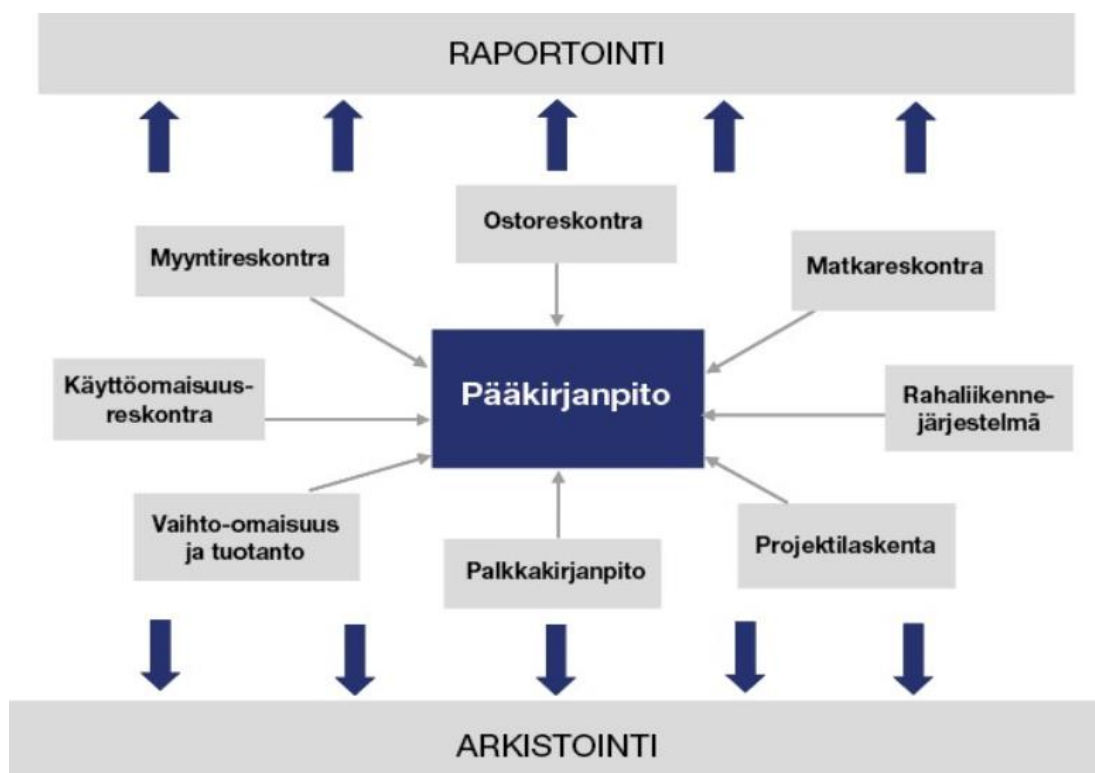 RAPORTOINTI
Ostoreskontra
Myyntireskontra
Matkareskontra
Käyttöomaisuus-
reskontra
Pääkirjanpito
Rahaliikenne-
järjestelmä
Vaihto-omaisuus
ja tuotanto
Palkkakirjanpito
Projektilaskenta
ARKISTOINTI